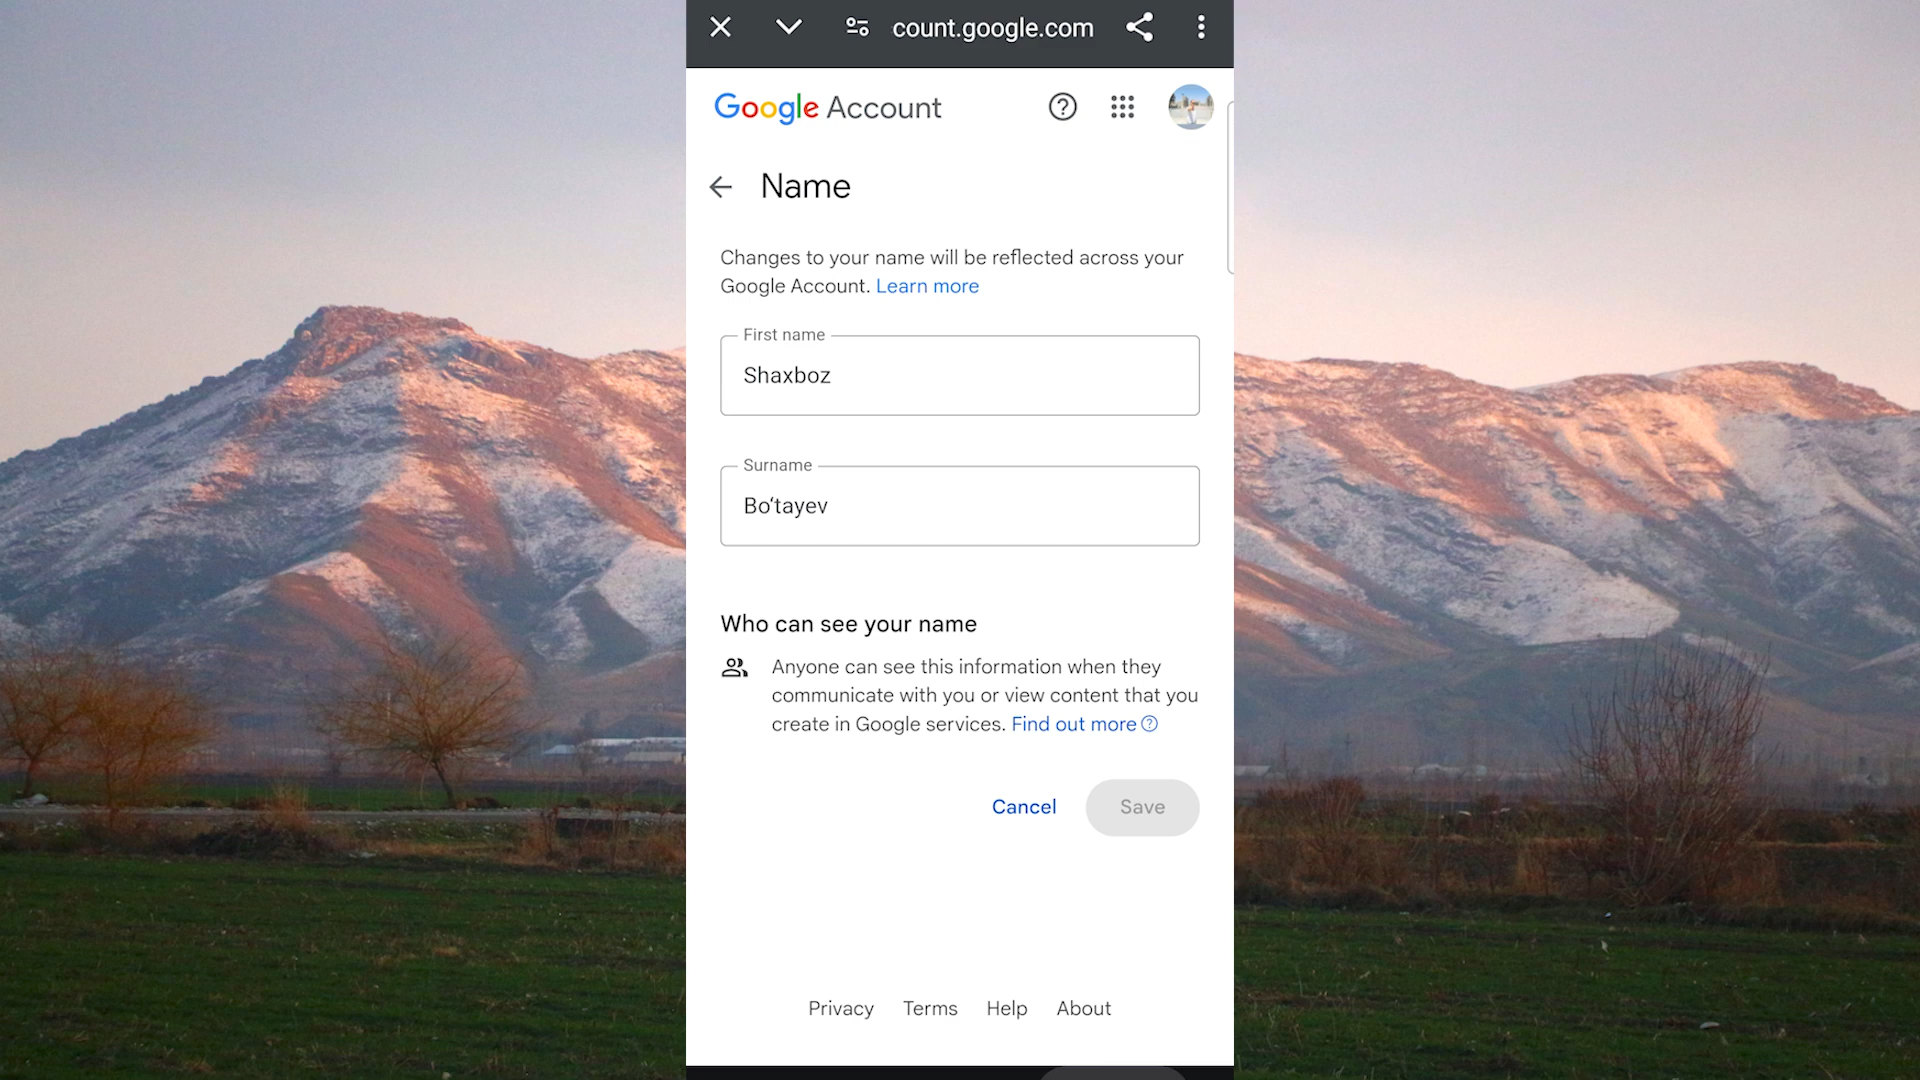 count.google.com
Google Account
Name
Changes to your name will be reflected across your
Google Account. Learn more
First name
Shaxboz
Surname
Bo‘tayev
Who can see your name
Anyone can see this information when they
communicate with you or view content that you
create in Google services. Find out more
Cancel Save
Privacy Terms Help About